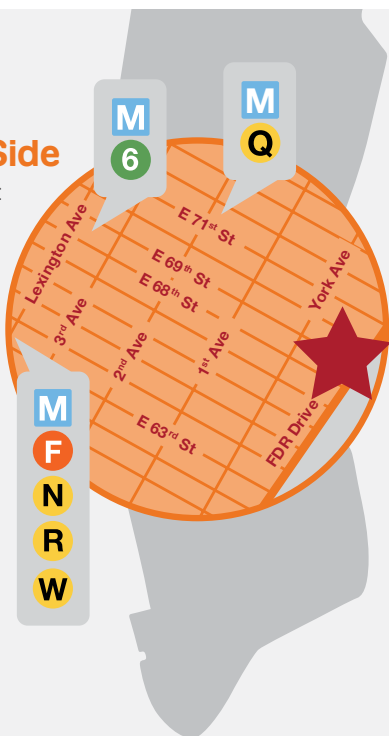 M
6
M
Q
Side
E 71st St
Lexington Ave
E 69th St
York Ave
E 68th St
3rd Ave
2nd Ave
1st Ave
E 63rd St
FDR Drive
M
F
N
R
W